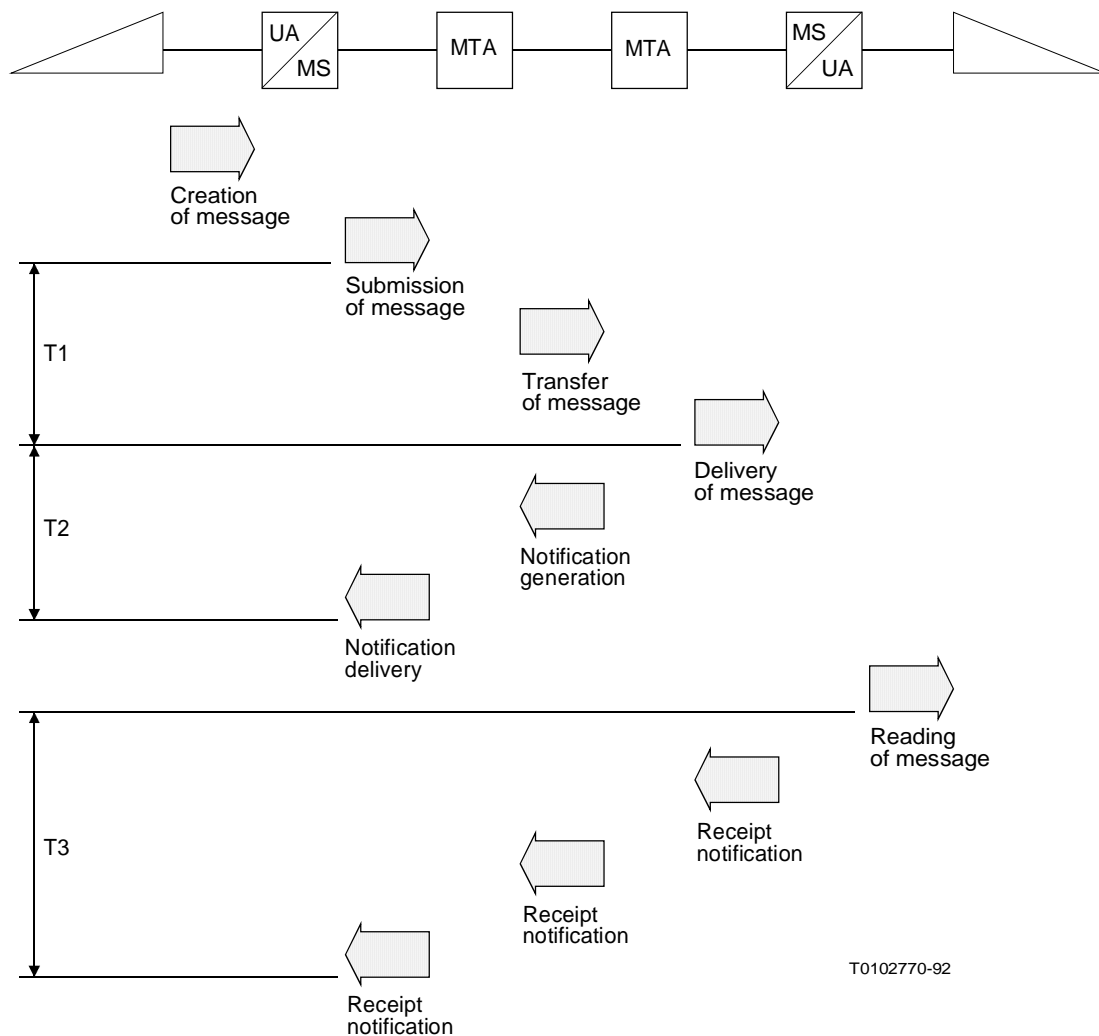 UA
MS
MTA
MTA
MS
UA
Creation
of message
Submission
of message
T1
Transfer
of message
Delivery
of message
T2
Notification
generation
Notification
delivery
Reading
of message
T3
Receipt
notification
Receipt
notification
T0102770-92
Receipt
notification